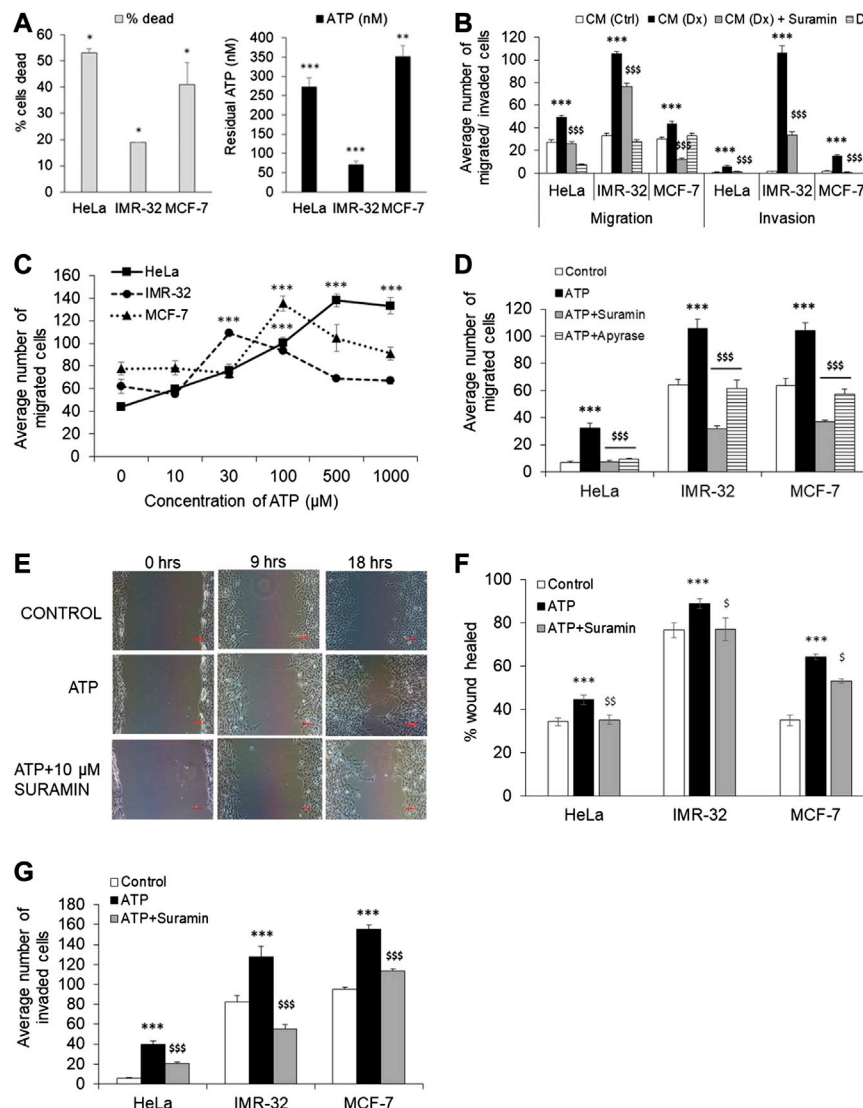 A
% dead
% cells dead
60
50
40
30
20
10
0
*
*
*
HeLa IMR-32 MCF-7
ATP (nM)
Residual ATP (nM)
400
350
300
250
200
150
100
50
0
***
***
**
HeLa IMR-32 MCF-7
B
CM (Ctrl) CM (Dx) CM (Dx) + Suramin D
Average number of
migrated/ invaded cells
120
100
80
60
40
20
0
***
$$$
***
$$$
***
$$$
***
$$$
***
$$$
***
$$$
HeLa IMR-32 MCF-7 HeLa IMR-32 MCF-7
Migration Invasion
C
HeLa
IMR-32
MCF-7
Average number of
migrated cells
160
140
120
100
80
60
40
20
0
***
***
***
***
***
0 10 30 100 500 1000
Concentration of ATP (µM)
D
Control
ATP
ATP+Suramin
ATP+Apyrase
Average number of
migrated cells
120
100
80
60
40
20
0
***
$$$
***
$$$
***
$$$
HeLa IMR-32 MCF-7
E
0 hrs 9 hrs 18 hrs
CONTROL
ATP
ATP+10 µM
SURAMIN
F
Control
ATP
ATP+Suramin
% wound healed
100
80
60
40
20
0
***
$$
***
$
***
$
HeLa IMR-32 MCF-7
G
Control
ATP
ATP+Suramin
Average number of
invaded cells
180
160
140
120
100
80
60
40
20
0
***
$$$
***
$$$
***
$$$
HeLa IMR-32 MCF-7